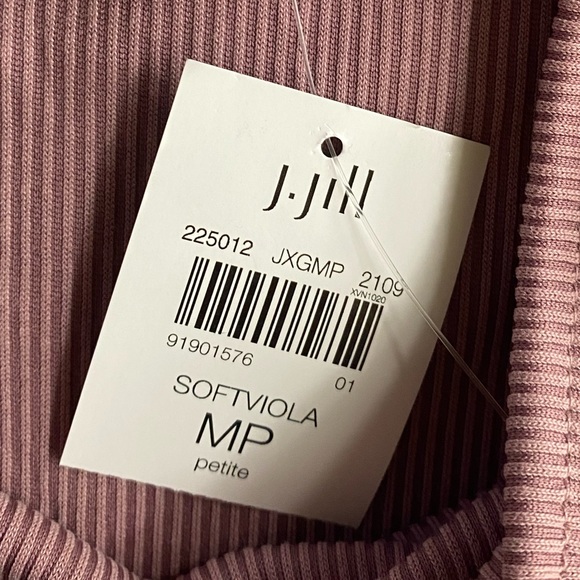 J.Jill
225012 JXGMP 2109
XVN1020
91901576 01
SOFTVIOLA
MP
petite